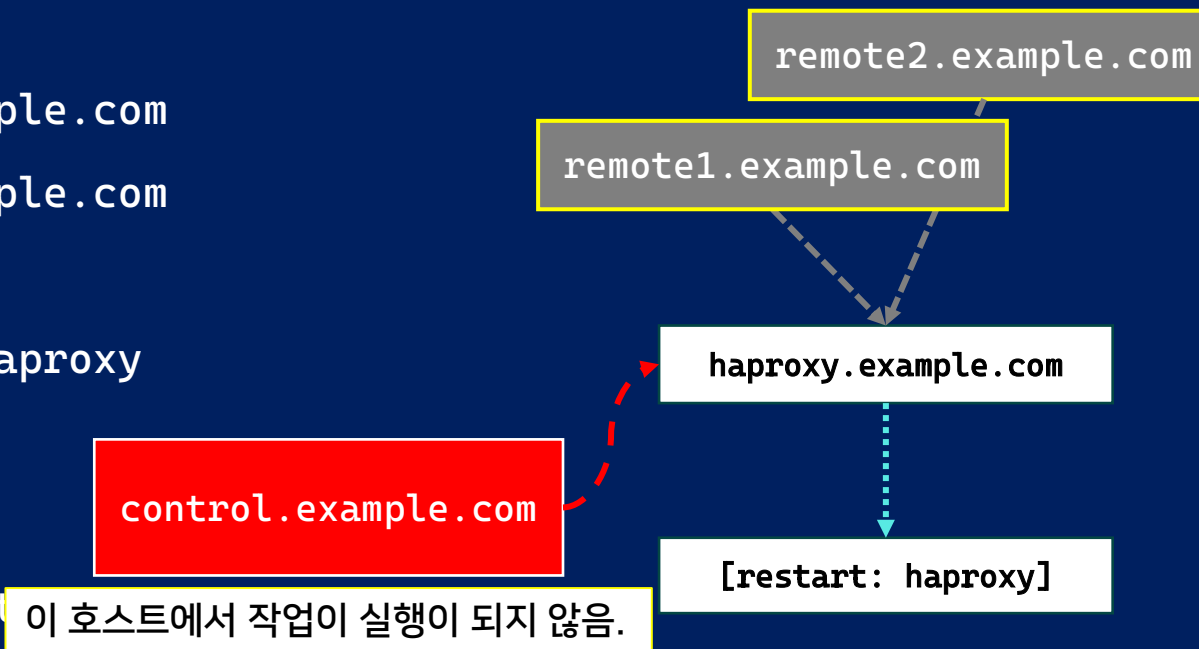 remote2.example.com
ple.com
remote1.example.com
ple.com
aproxy
haproxy.example.com
control.example.com
[restart: haproxy]
이 호스트에서 작업이 실행이 되지 않음.